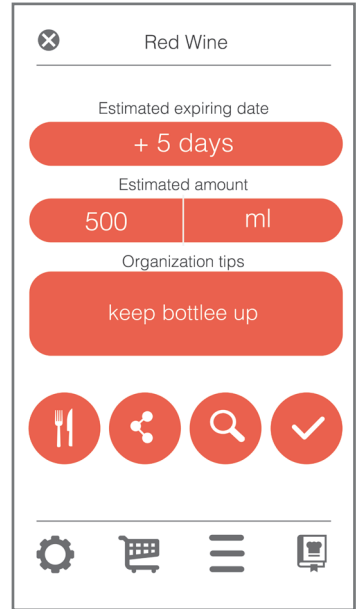 Red Wine
Estimated expiring date
+ 5 days
Estimated amount
500 ml
Organization tips
keep bottlee up